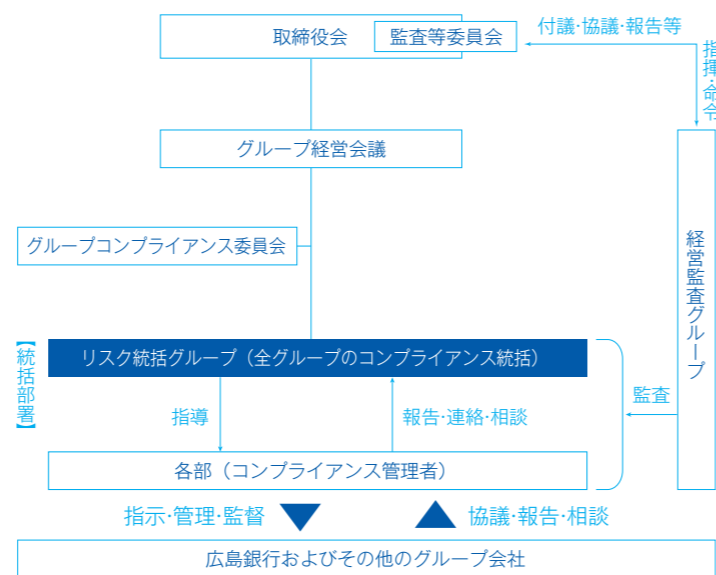 取締役会
監査等委員会
付議・協議・報告等
指揮・命令
グループ経営会議
グループコンプライアンス委員会
経営監査グループ
【統括部署】
リスク統括グループ（全グループのコンプライアンス統括）
監査
指導
報告・連絡・相談
各部（コンプライアンス管理者）
指示・管理・監督
協議・報告・相談
広島銀行およびその他のグループ会社